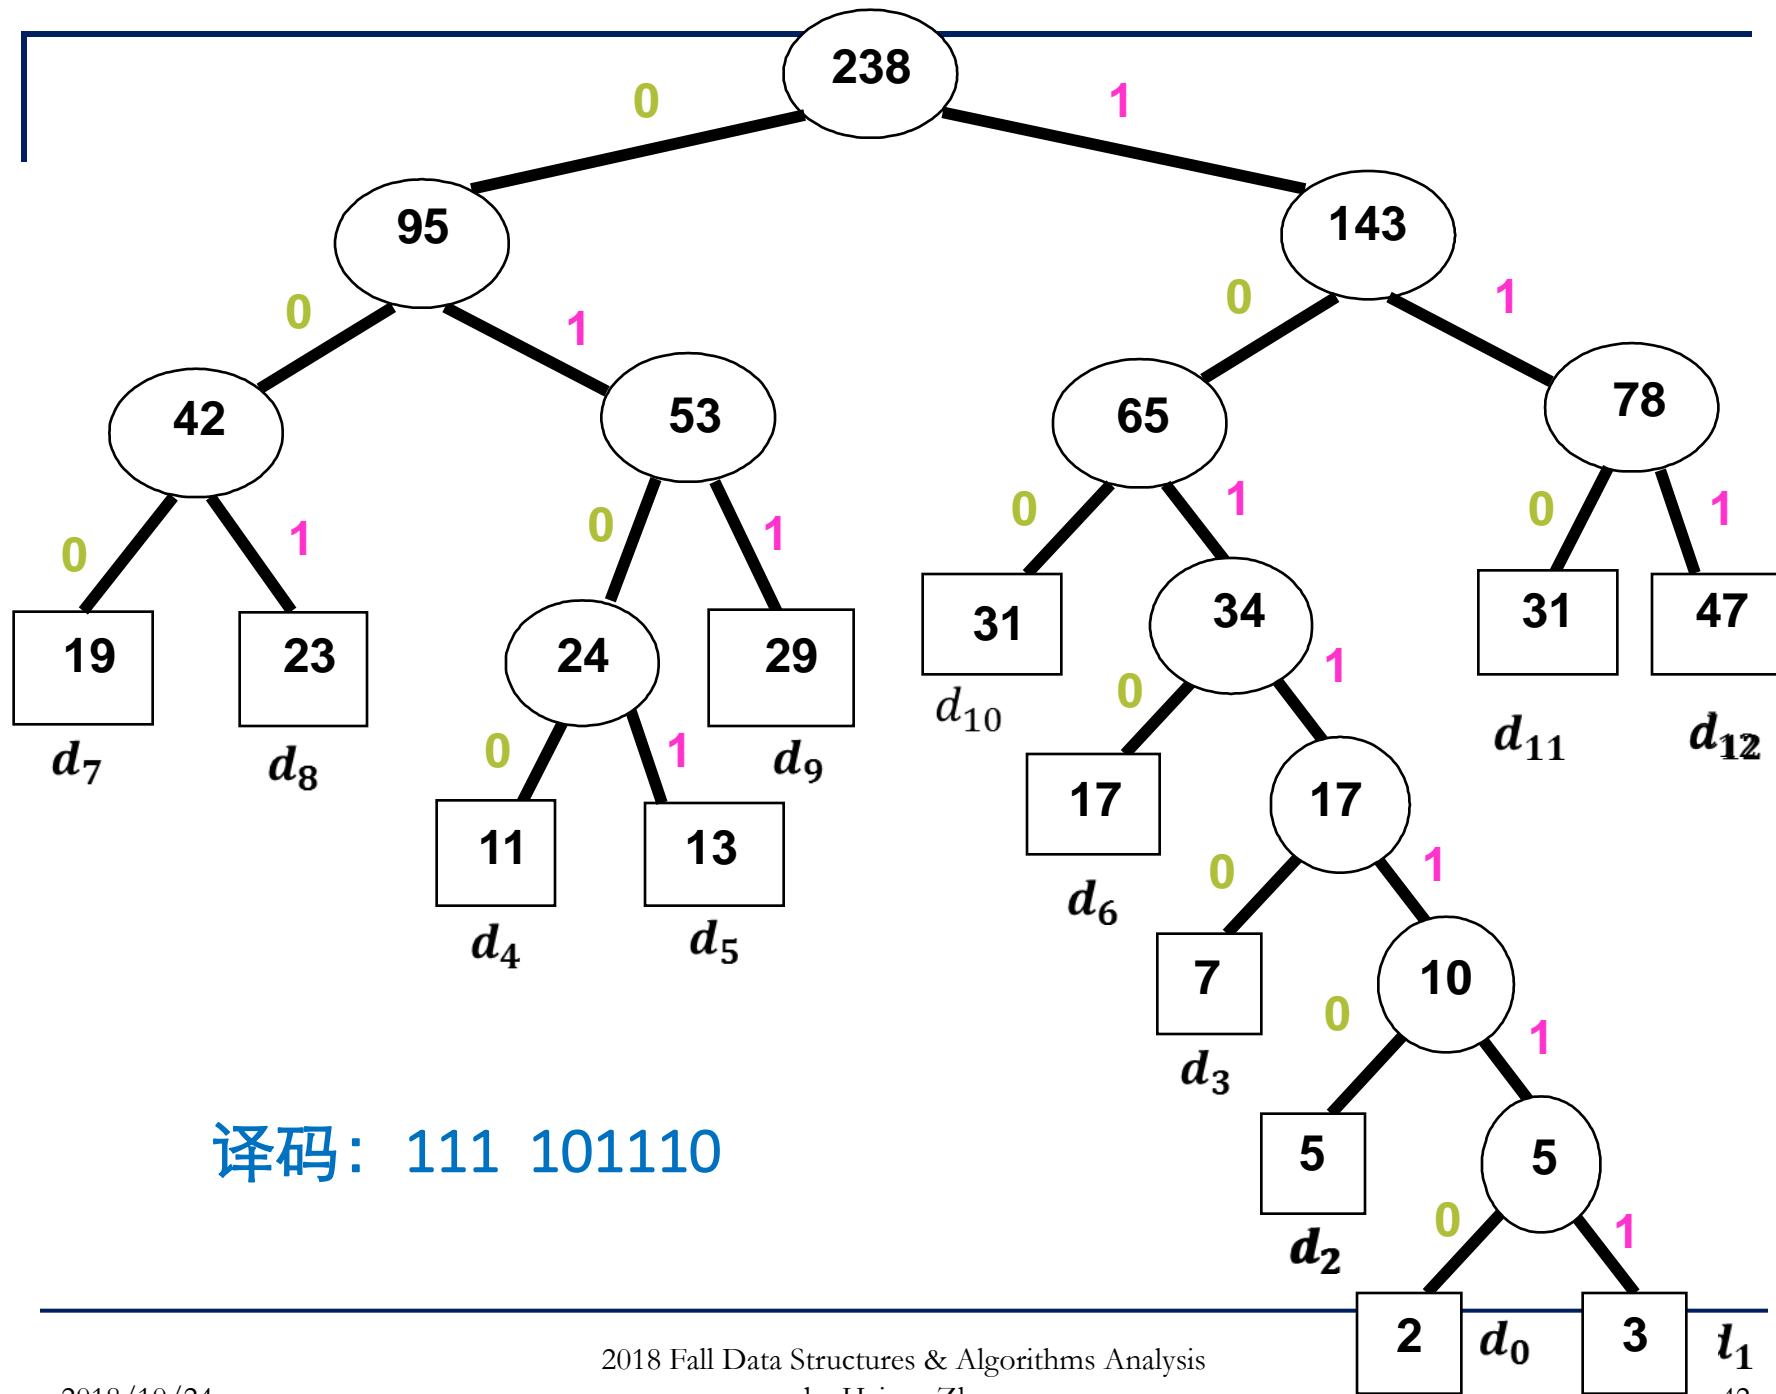 238
0 1
95 143
0 1 0 1
42 53 65 78
0 1 0 1 0 1 0 1
19 23 24 29 31 34 31 47
d7 d8 d9 d10 d11 d12
0 1 0 1
11 13 17 17
d4 d5 d6
0 1
7 10
d3
0 1
5 5
d2
译码：111 101110
0 1
2 d0 3
2018 Fall Data Structures & Algorithms Analysis